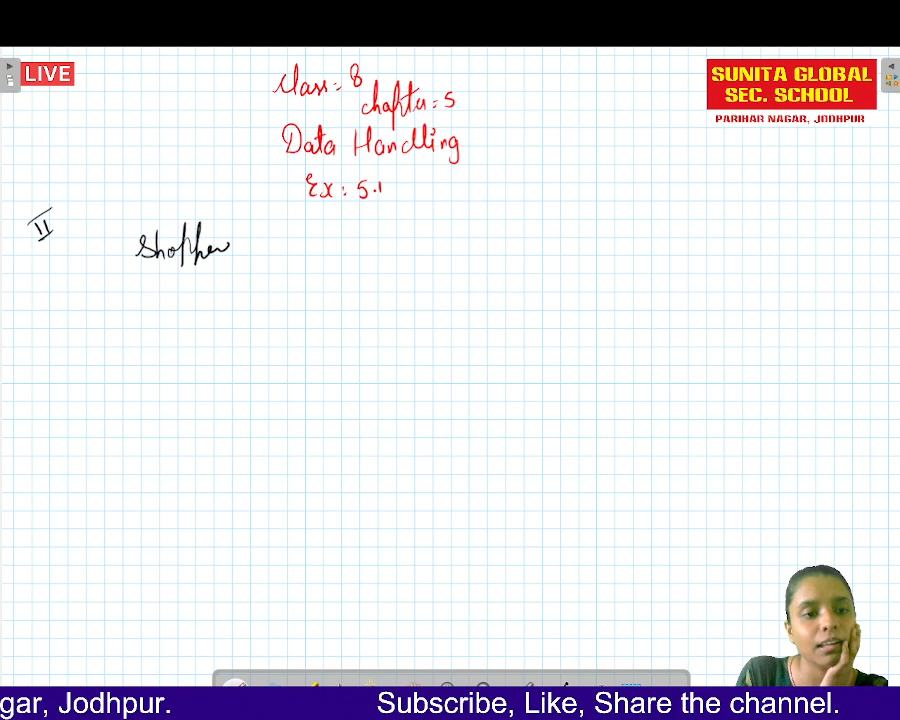 LIVE
SUNITA GLOBAL
SEC. SCHOOL
PARIHAR NAGAR, JODHPUR
Class = 8
Chapter = 5
Data Handling
Ex : 5.1
II
Shopper
gar, Jodhpur. Subscribe, Like, Share the channel.